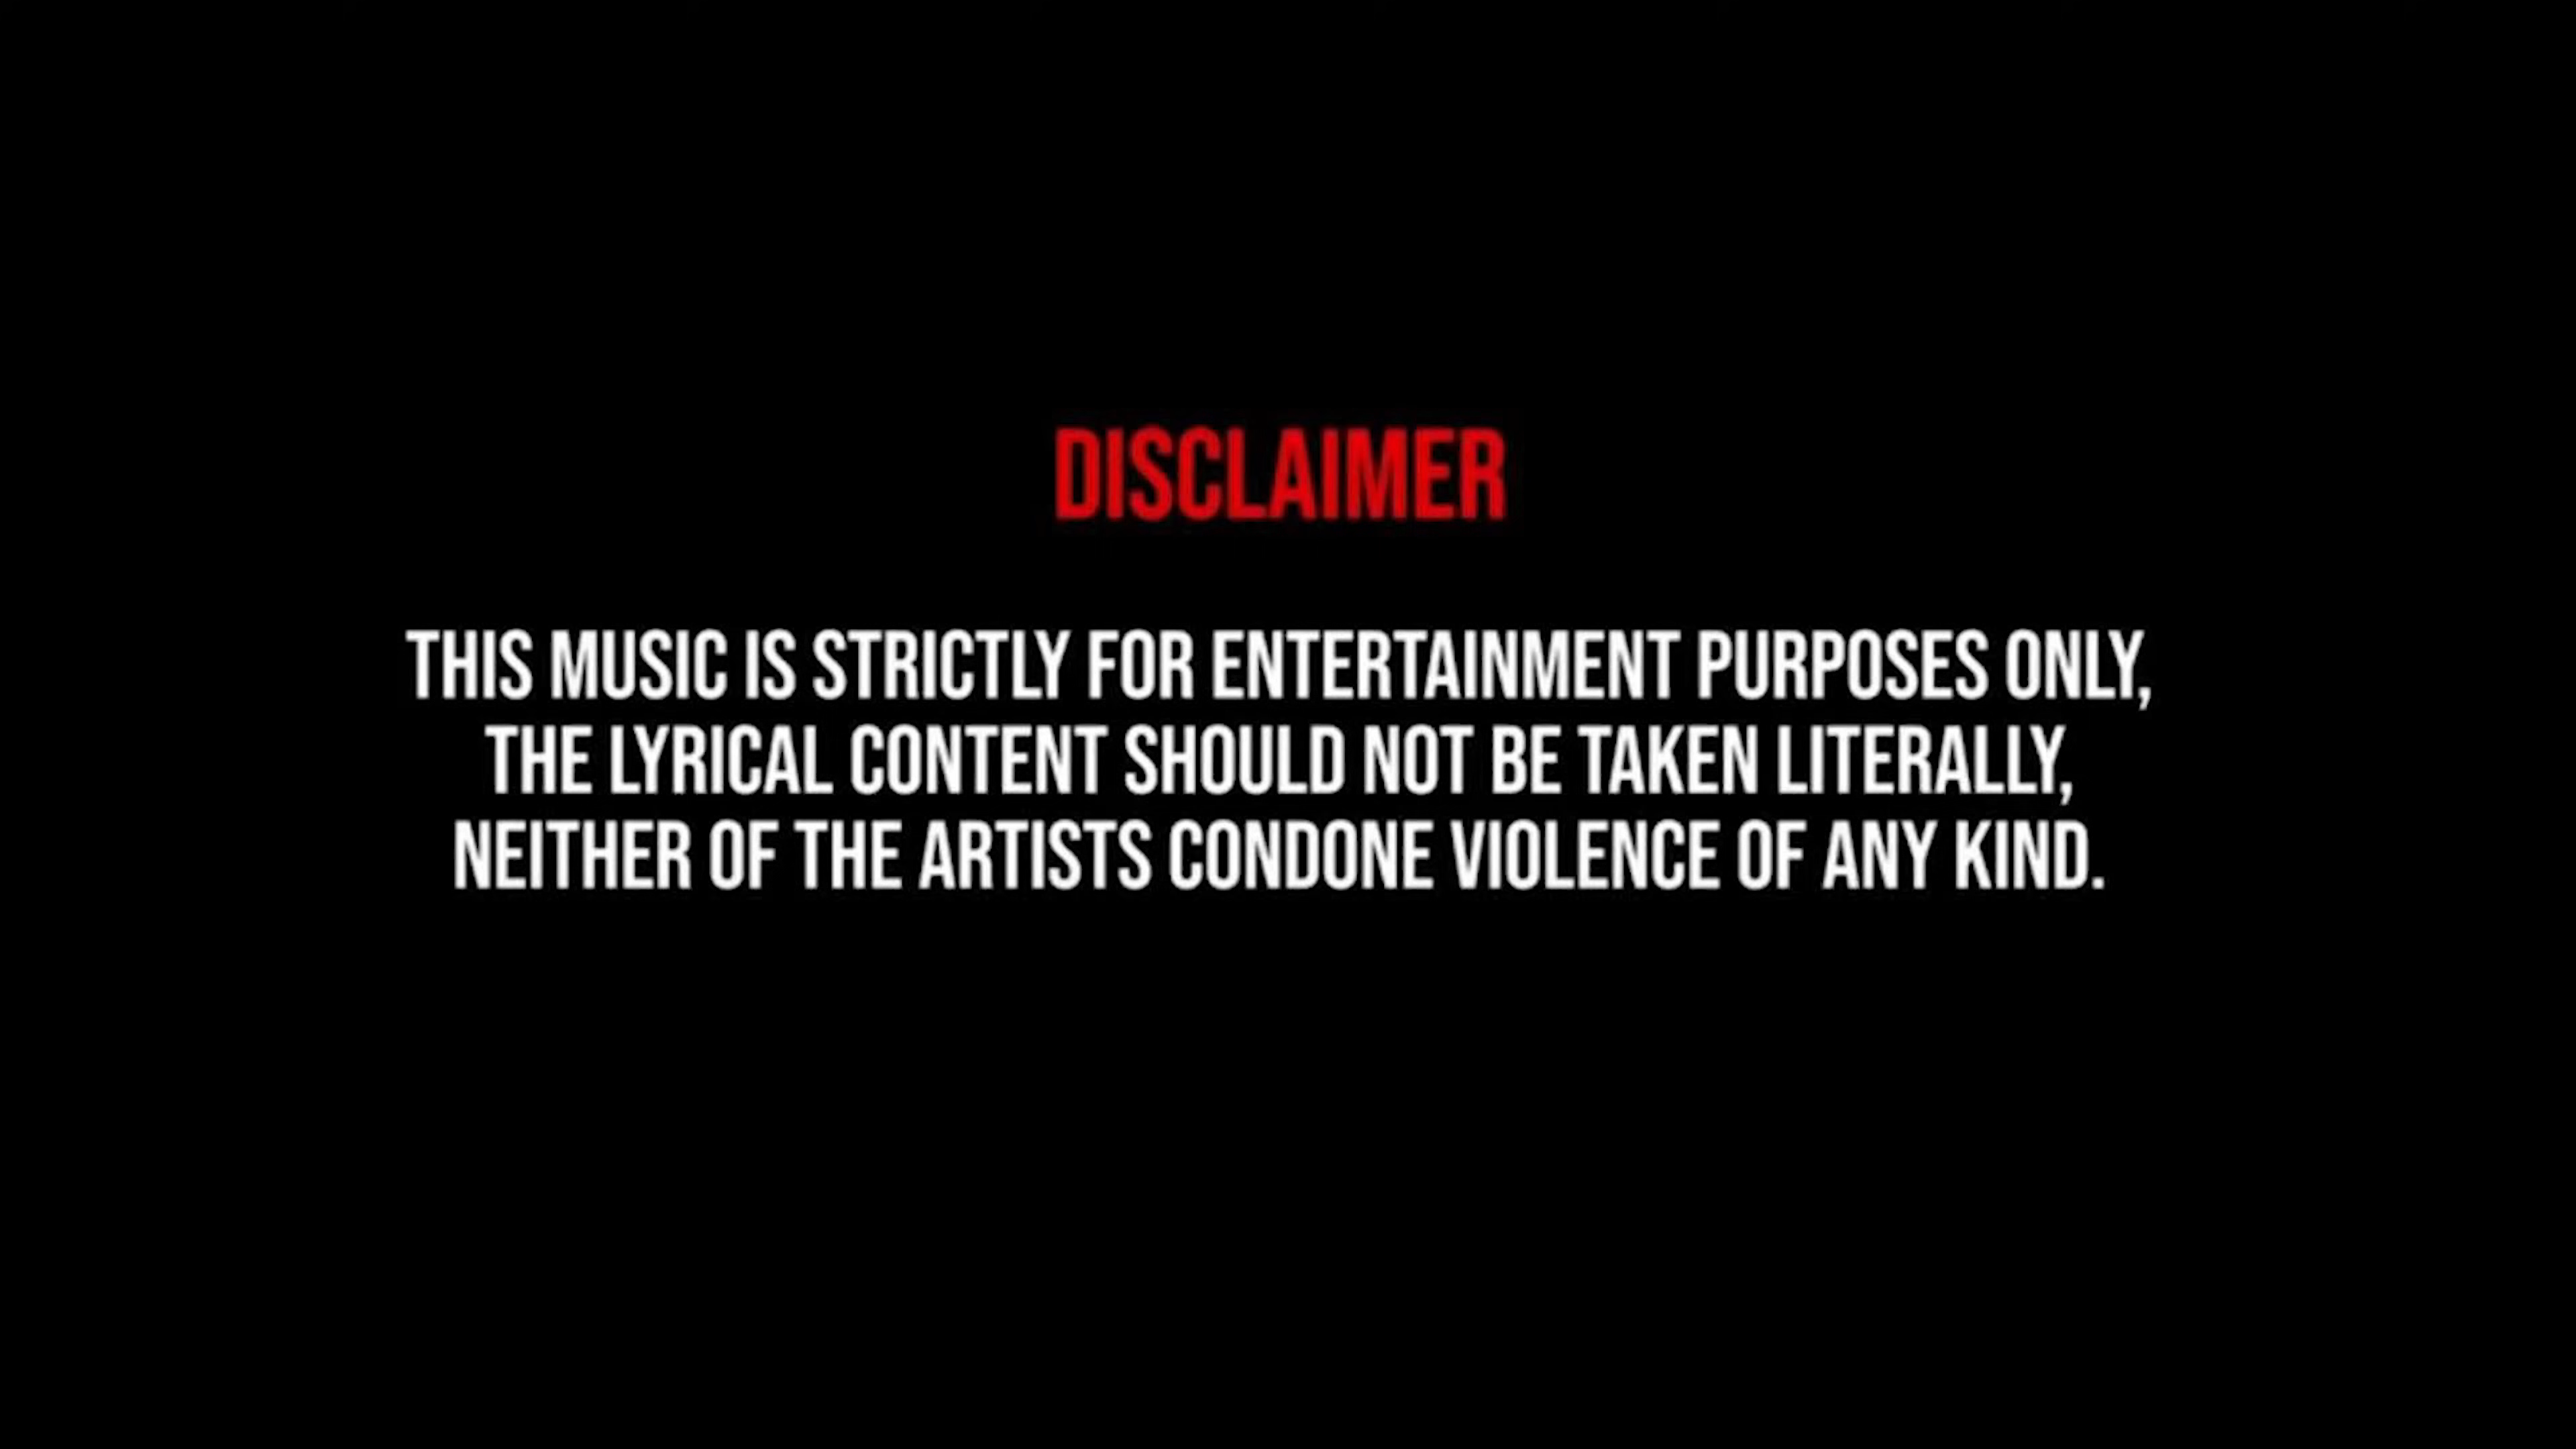 DISCLAIMER
THIS MUSIC IS STRICTLY FOR ENTERTAINMENT PURPOSES ONLY,
THE LYRICAL CONTENT SHOULD NOT BE TAKEN LITERALLY,
NEITHER OF THE ARTISTS CONDONE VIOLENCE OF ANY KIND.